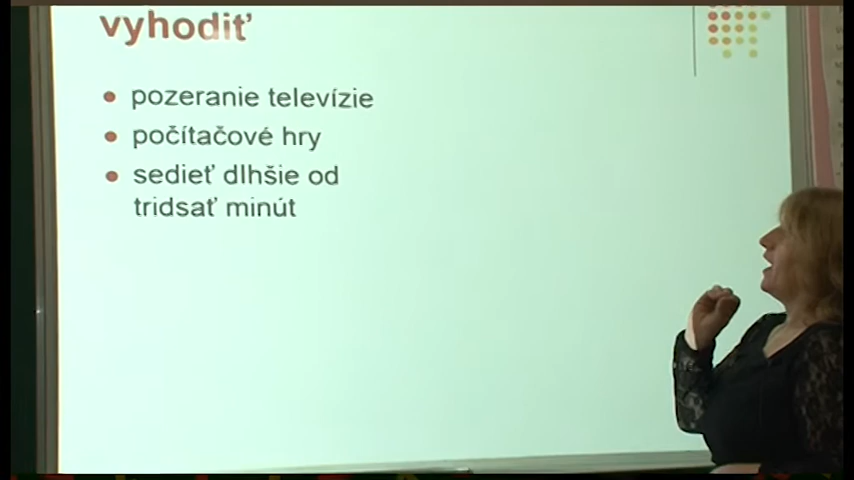 vyhodiť
pozeranie televízie
počítačové hry
sedieť dlhšie od
tridsať minút